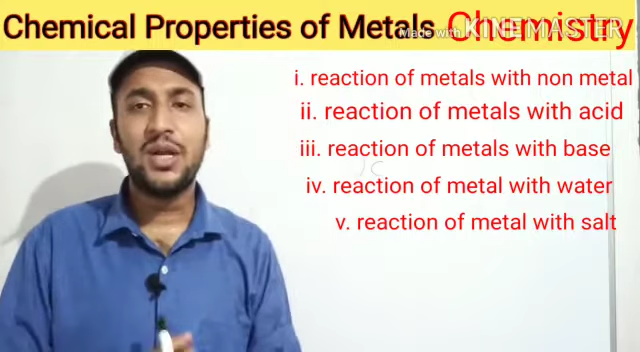 Chemical Properties of Metals Chemistry
Made with KINEMASTER
i. reaction of metals with non metal
ii. reaction of metals with acid
iii. reaction of metals with base
iv. reaction of metal with water
v. reaction of metal with salt